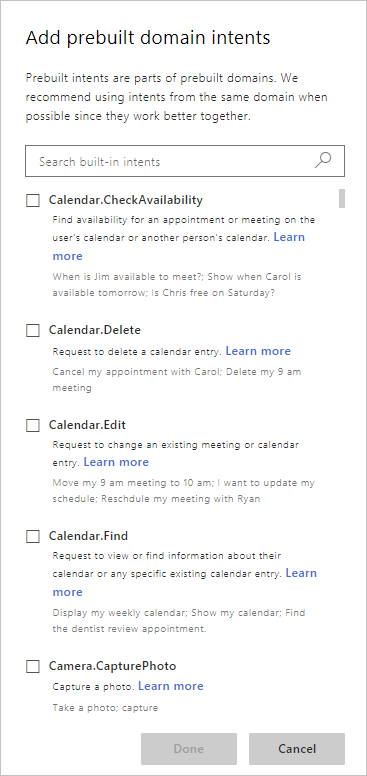 Add prebuilt domain intents
Prebuilt intents are parts of prebuilt domains. We
recommend using intents from the same domain when
possible since they work better together.
Search built-in intents
Calendar.CheckAvailability
Find availability for an appointment or meeting on the
user's calendar or another person's calendar. Learn
more
When is Jim available to meet?; Show when Carol is
available tomorrow; Is Chris free on Saturday?
Calendar.Delete
Request to delete a calendar entry. Learn more
Cancel my appointment with Carol; Delete my 9 am
meeting
Calendar.Edit
Request to change an existing meeting or calendar
entry. Learn more
Move my 9 am meeting to 10 am; I want to update my
schedule; Reschdule my meeting with Ryan
Calendar.Find
Request to view or find information about their
calendar or any specific existing calendar entry. Learn
more
Display my weekly calendar; Show my calendar; Find
the dentist review appointment.
Camera.CapturePhoto
Capture a photo. Learn more
Take a photo; capture
Done
Cancel